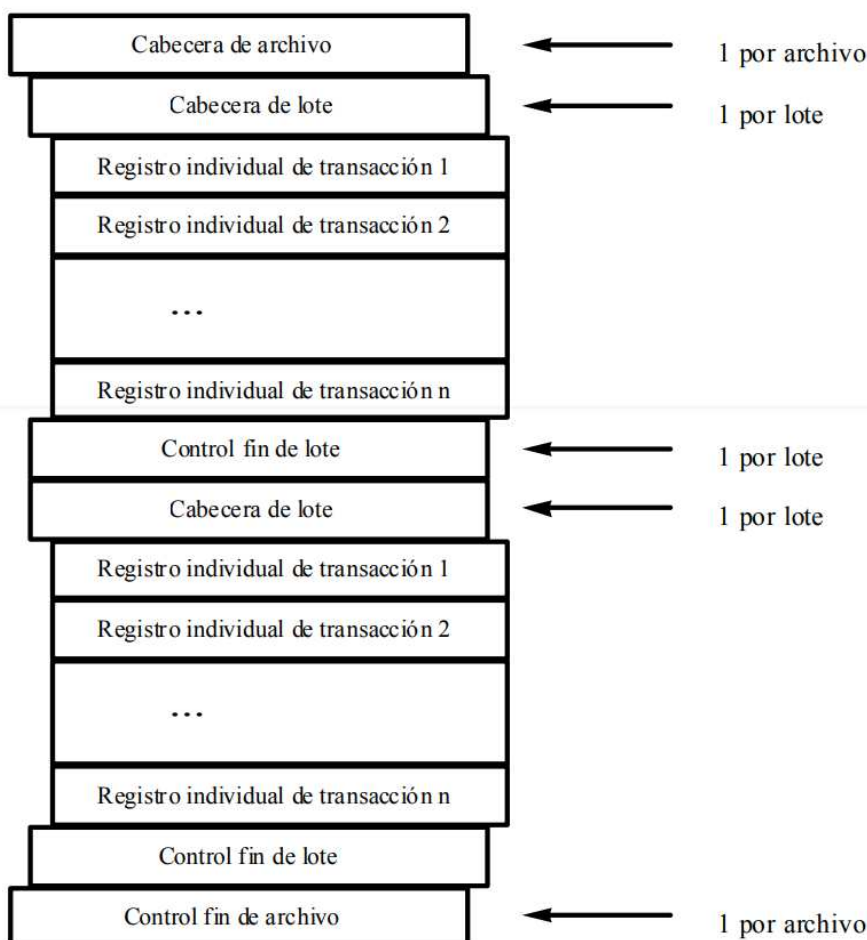 Cabecera de archivo
1 por archivo
Cabecera de lote
1 por lote
Registro individual de transacción 1
Registro individual de transacción 2
...
Registro individual de transacción n
Control fin de lote
1 por lote
Cabecera de lote
1 por lote
Registro individual de transacción 1
Registro individual de transacción 2
...
Registro individual de transacción n
Control fin de lote
Control fin de archivo
1 por archivo